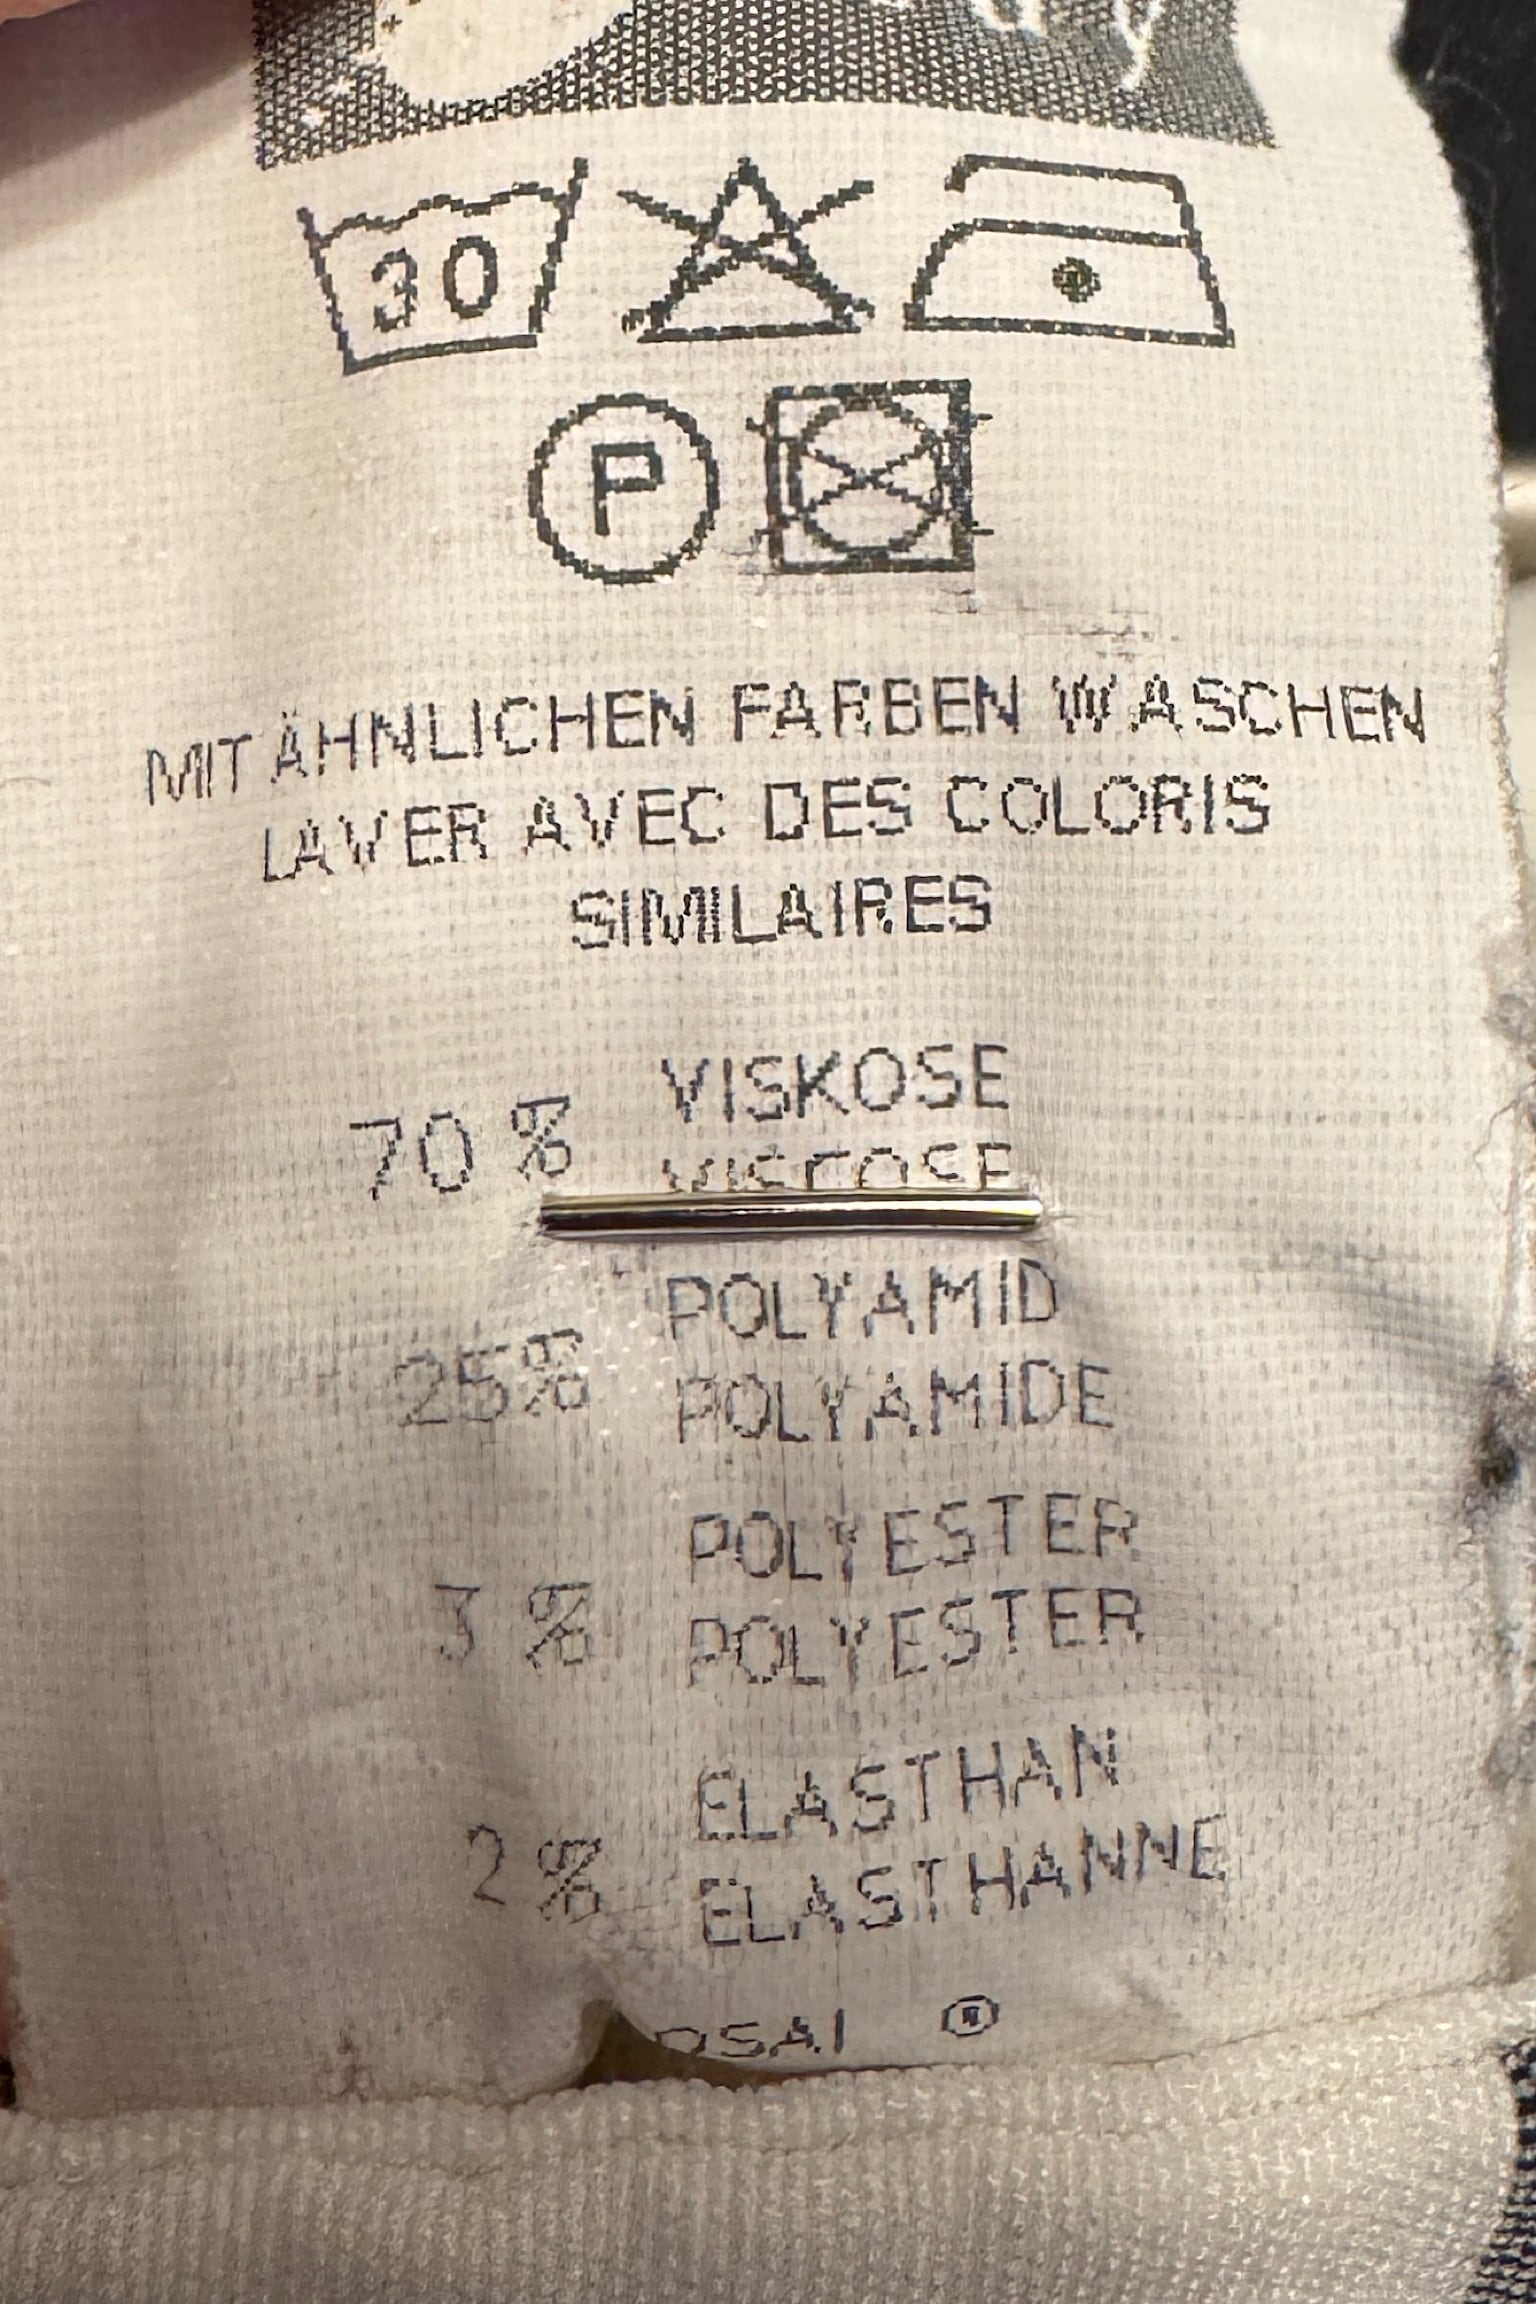 30
P
MIT ÄHNLICHEN FARBEN WASCHEN
LAVER AVEC DES COLORIS
SIMILAIRES
70 % VISKOSE
VISCOSE
25% POLYAMID
POLYAMIDE
3 % POLYESTER
POLYESTER
2 % ELASTHAN
ELASTHANNE
®